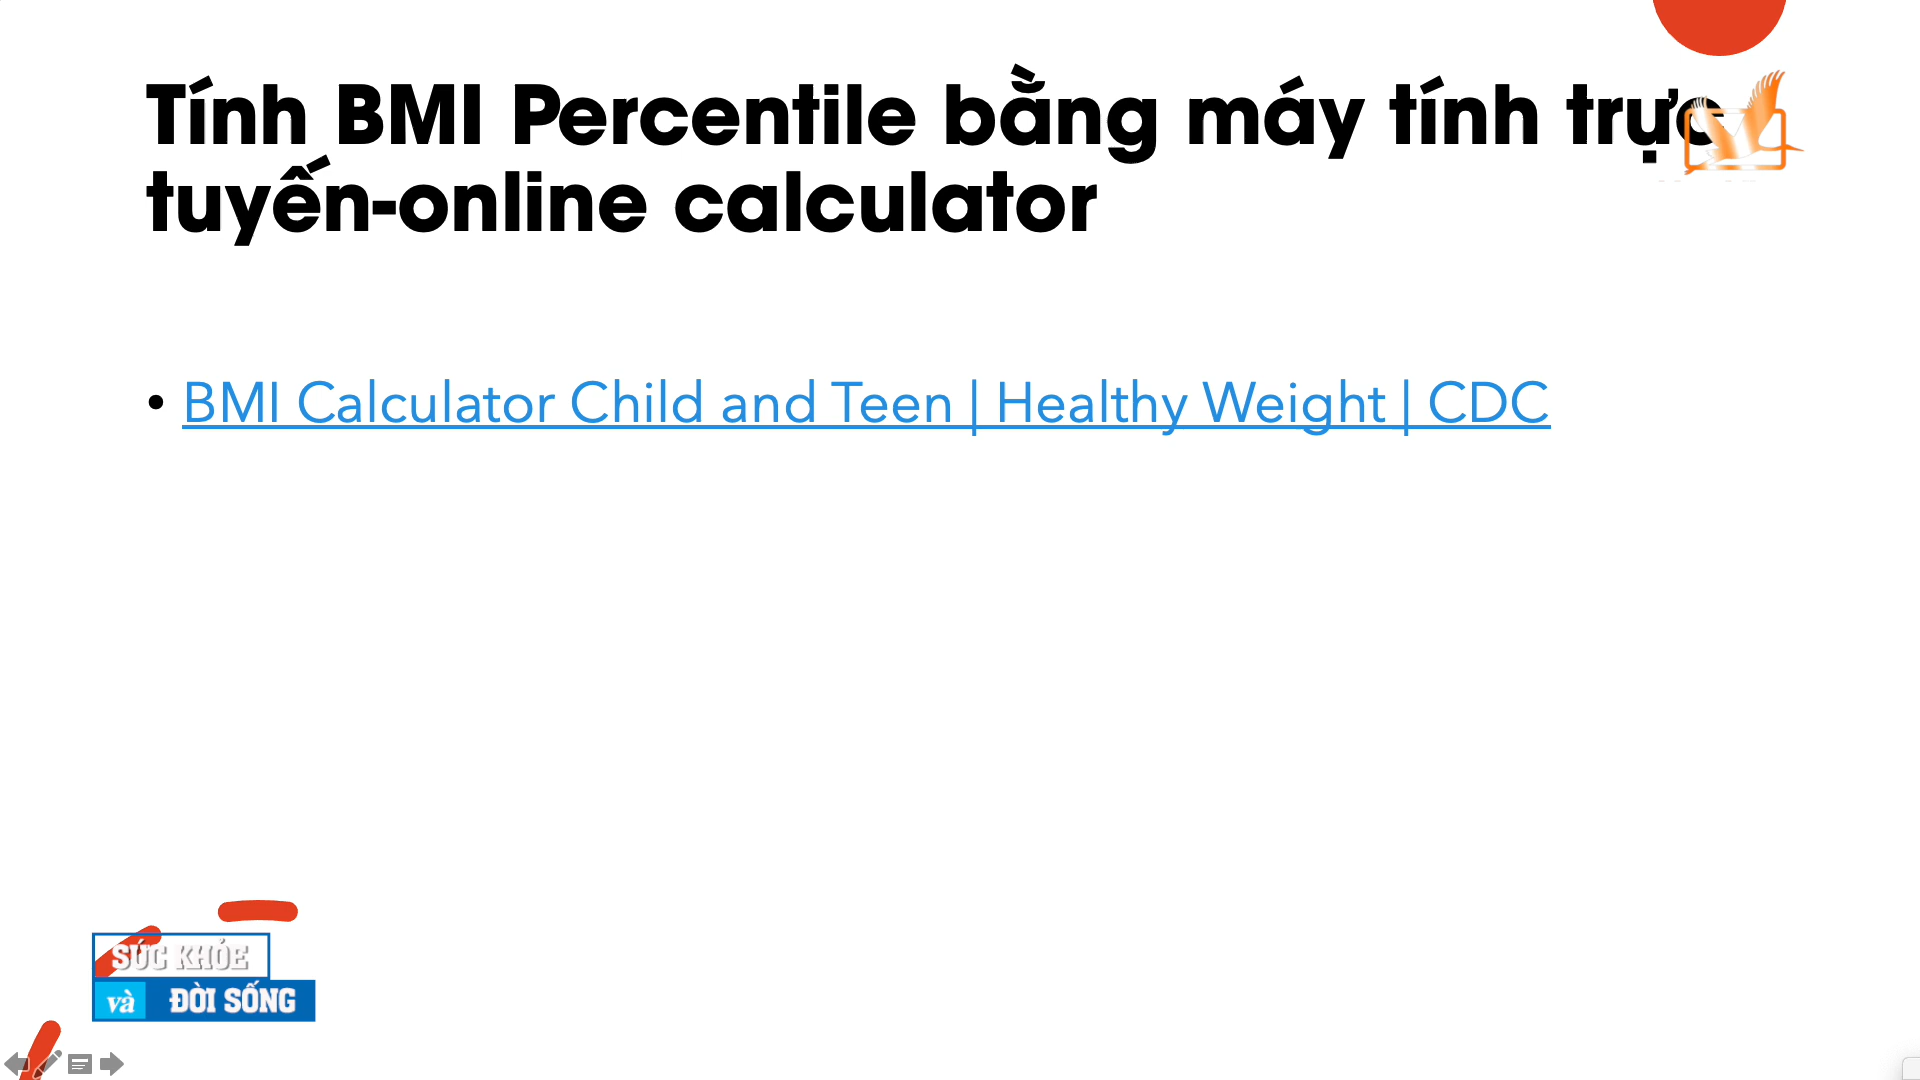 Tính BMI Percentile bằng máy tính trực
tuyến-online calculator
• BMI Calculator Child and Teen | Healthy Weight | CDC
SỨC KHỎE
và ĐỜI SỐNG